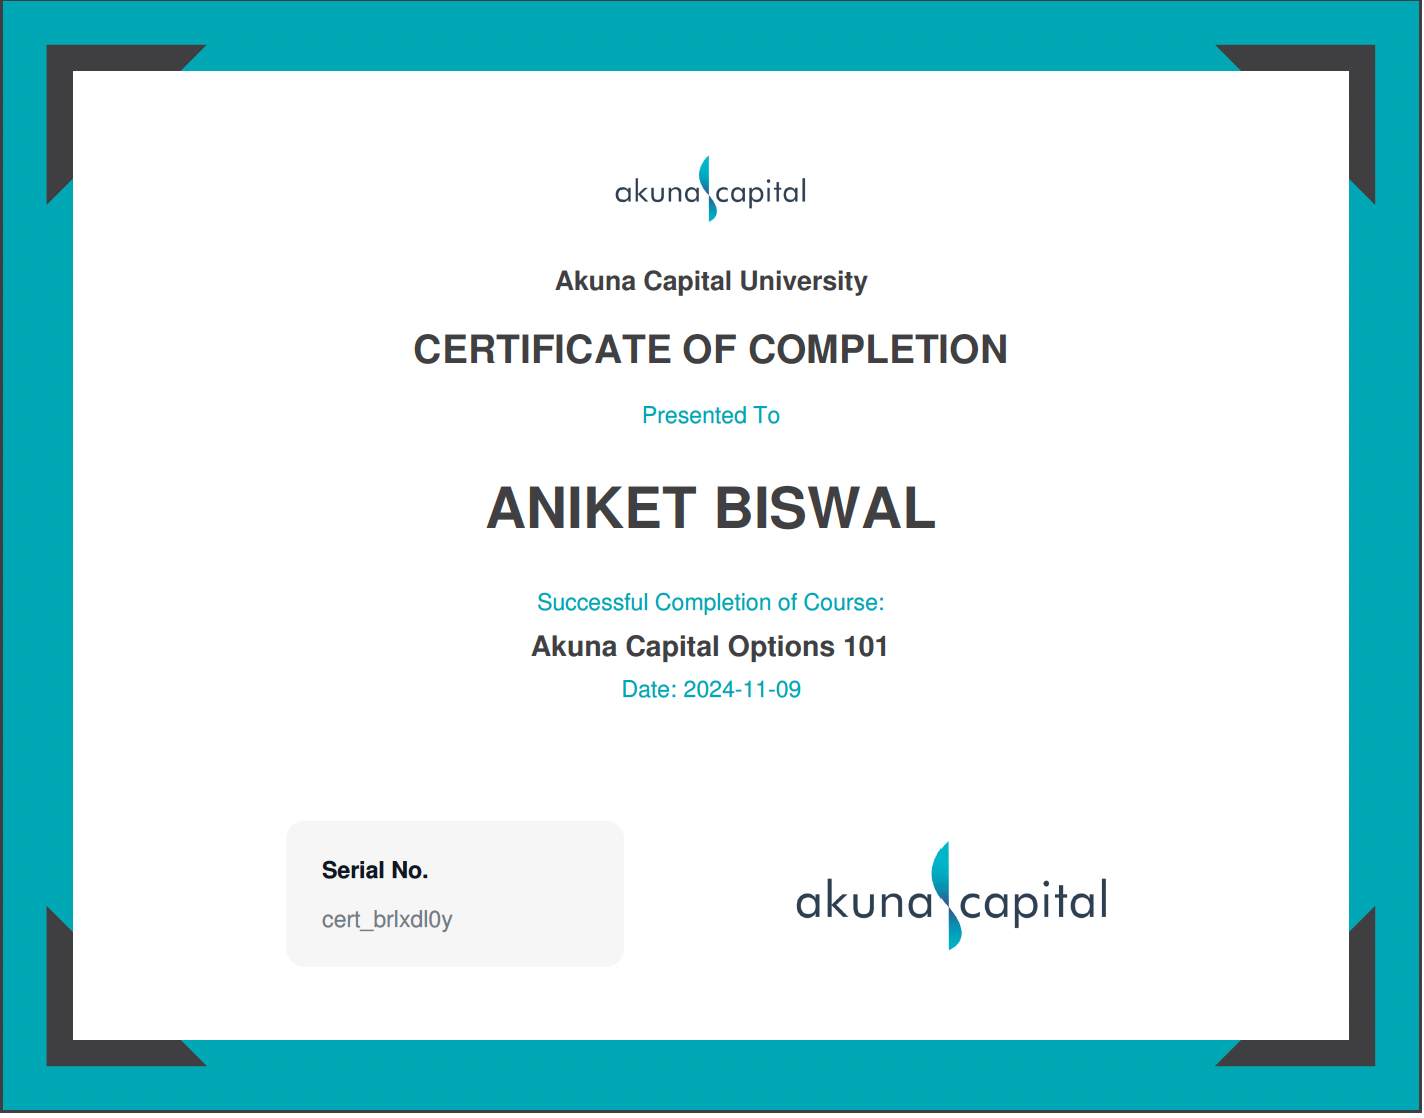 akuna capital
Akuna Capital University
CERTIFICATE OF COMPLETION
Presented To
ANIKET BISWAL
Successful Completion of Course:
Akuna Capital Options 101
Date: 2024-11-09
Serial No.
cert_brlxdl0y
akuna capital